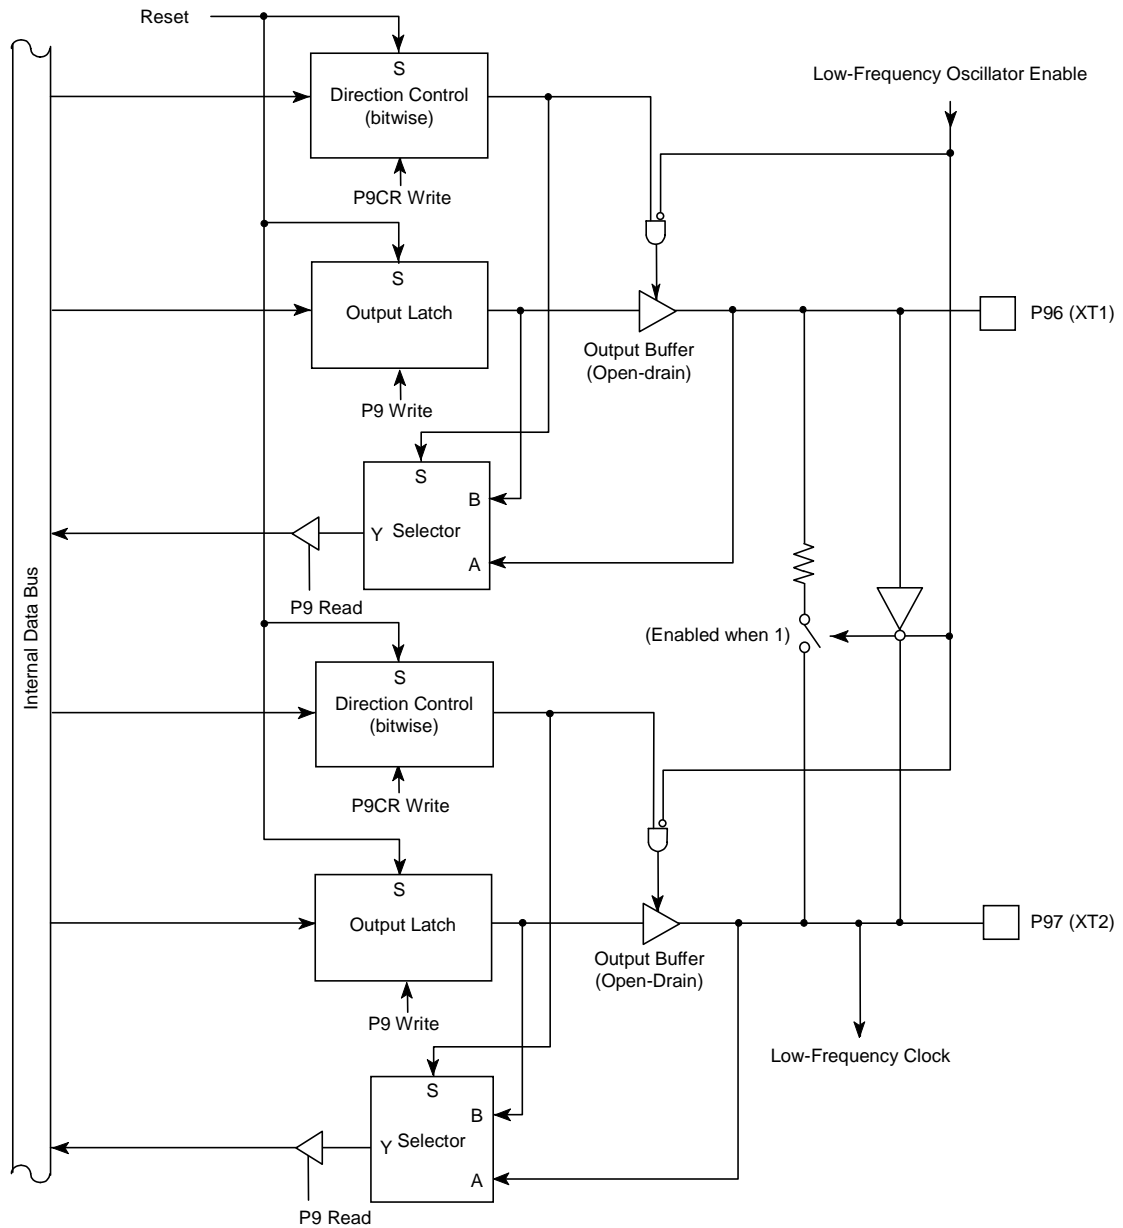 Reset
Low-Frequency Oscillator Enable
S
Direction Control
(bitwise)
P9CR Write
S
Output Latch
P96 (XT1)
Output Buffer
(Open-drain)
P9 Write
S
B
Y Selector
A
P9 Read
(Enabled when 1)
Internal Data Bus
S
Direction Control
(bitwise)
P9CR Write
S
Output Latch
P97 (XT2)
Output Buffer
(Open-Drain)
P9 Write
Low-Frequency Clock
S
B
Y Selector
A
P9 Read